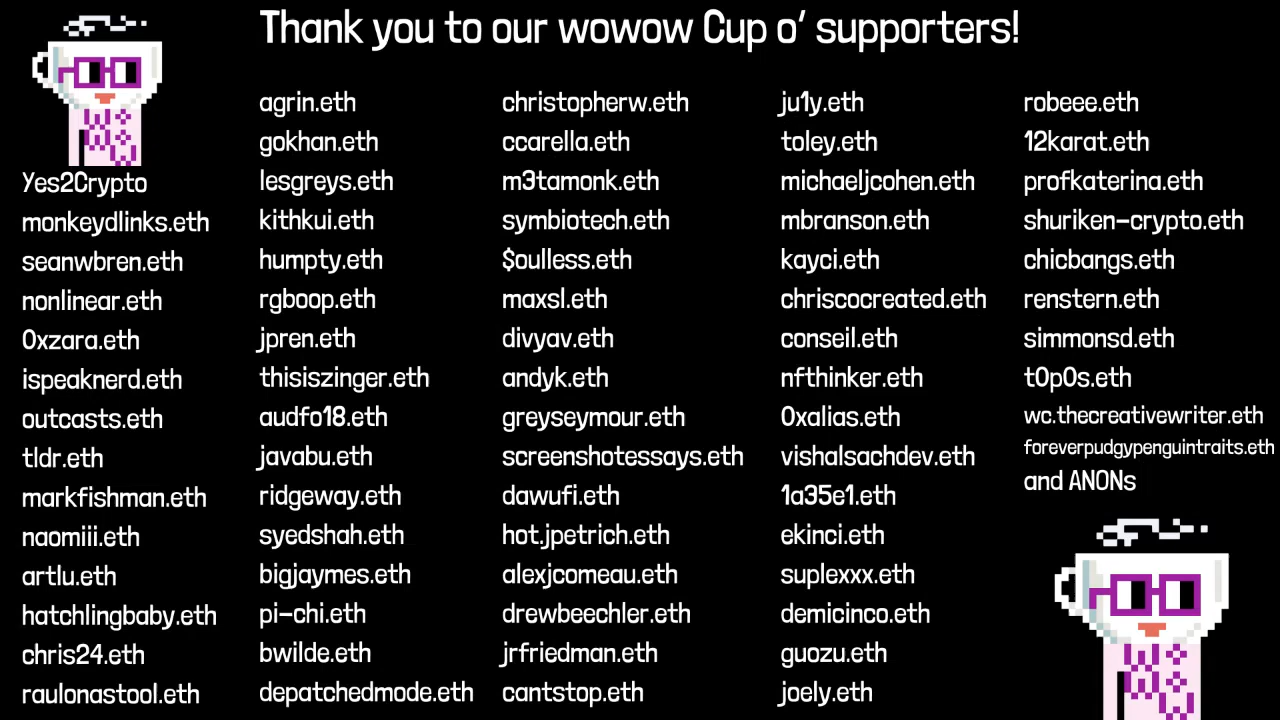 Thank you to our wowow Cup o' supporters!
Yes2Crypto
monkeydlinks.eth
seanwbren.eth
nonlinear.eth
0xzara.eth
ispeaknerd.eth
outcasts.eth
tldr.eth
markfishman.eth
naomiii.eth
artlu.eth
hatchlingbaby.eth
chris24.eth
raulonastool.eth
agrin.eth
gokhan.eth
lesgreys.eth
kithkui.eth
humpty.eth
rgboop.eth
jpren.eth
thisiszinger.eth
audfo18.eth
javabu.eth
ridgeway.eth
syedshah.eth
bigjaymes.eth
pi-chi.eth
bwilde.eth
depatchedmode.eth
christopherw.eth
ccarella.eth
m3tamonk.eth
symbiotech.eth
$oulless.eth
maxsl.eth
divyav.eth
andyk.eth
greyseymour.eth
screenshotessays.eth
dawufi.eth
hot.jpetrich.eth
alexjcomeau.eth
drewbeechler.eth
jrfriedman.eth
cantstop.eth
ju1y.eth
toley.eth
michaeljcohen.eth
mbranson.eth
kayci.eth
chriscocreated.eth
conseil.eth
nfthinker.eth
0xalias.eth
vishalsachdev.eth
1a35e1.eth
ekinci.eth
suplexxx.eth
demicinco.eth
guozu.eth
joely.eth
robeee.eth
12karat.eth
profkaterina.eth
shuriken-crypto.eth
chicbangs.eth
renstern.eth
simmonsd.eth
t0p0s.eth
wc.thecreativewriter.eth
foreverpudgypenguintraits.eth
and ANONs